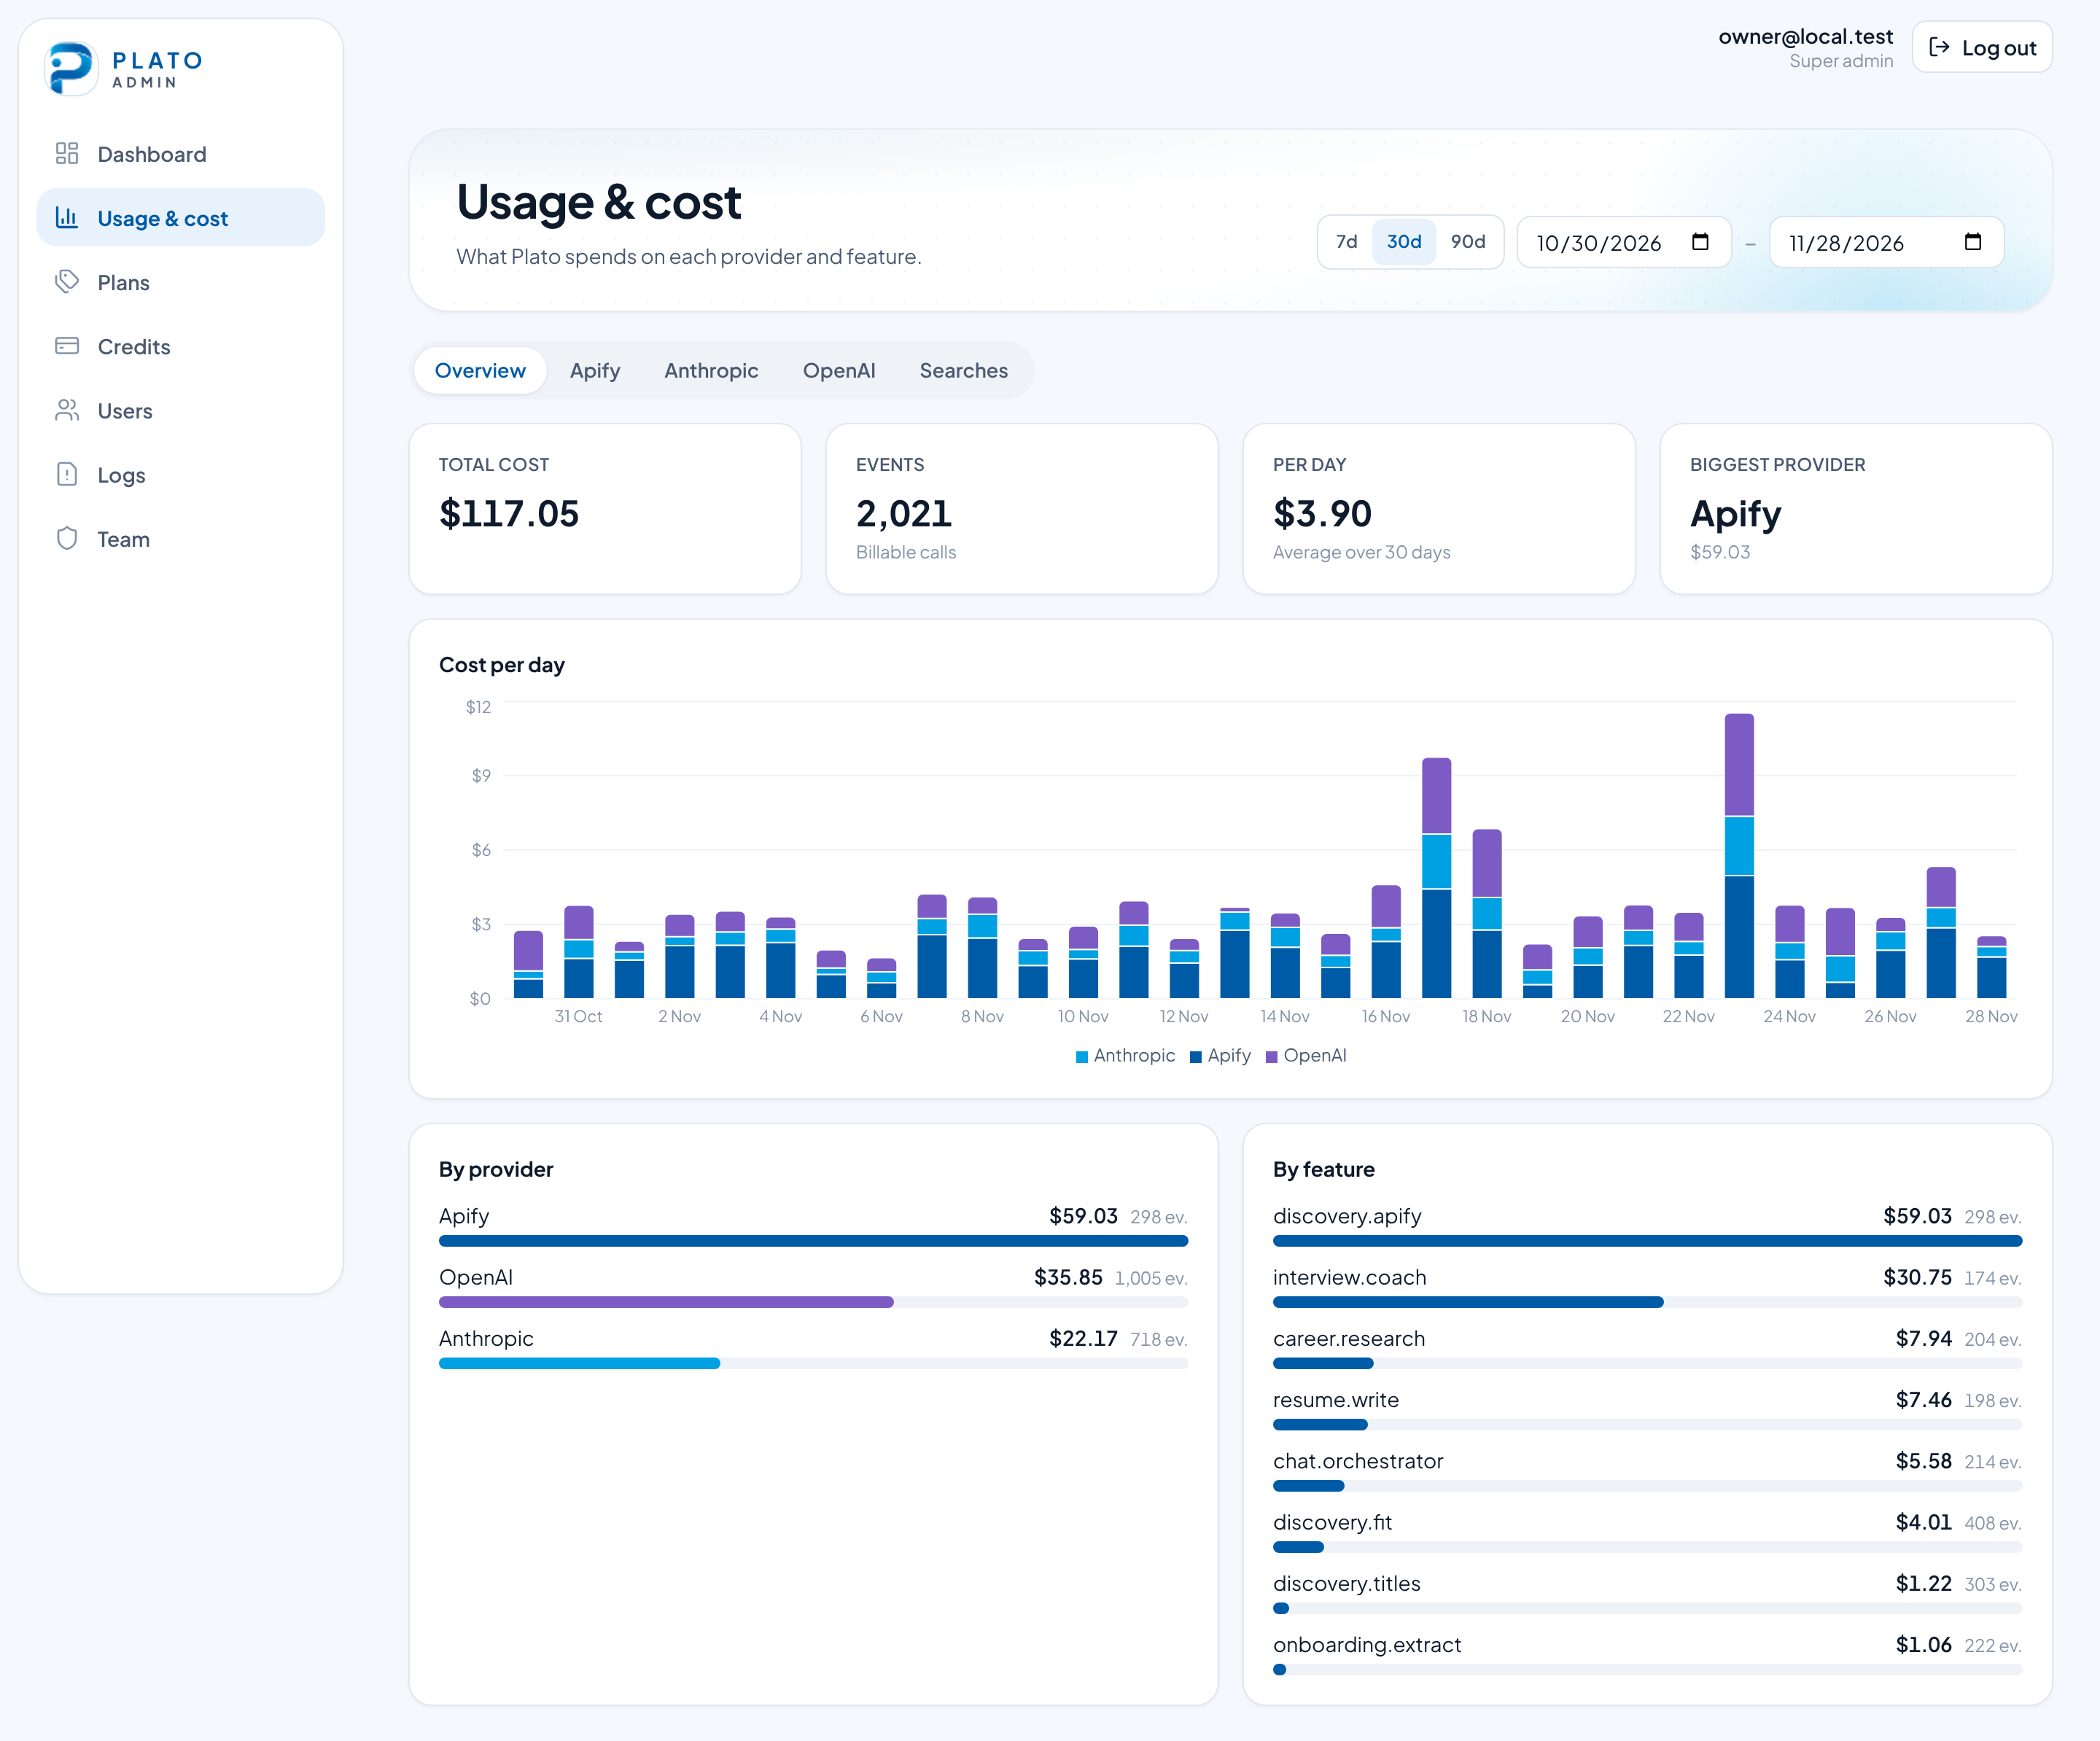 PLATO
ADMIN
Dashboard
Usage & cost
Plans
Credits
Users
Logs
Team
owner@local.test
Super admin
Log out
Usage & cost
What Plato spends on each provider and feature.
7d 30d 90d 10/30/2026 – 11/28/2026
Overview Apify Anthropic OpenAI Searches
TOTAL COST
$117.05
EVENTS
2,021
Billable calls
PER DAY
$3.90
Average over 30 days
BIGGEST PROVIDER
Apify
$59.03
Cost per day
$12
$9
$6
$3
$0
31 Oct 2 Nov 4 Nov 6 Nov 8 Nov 10 Nov 12 Nov 14 Nov 16 Nov 18 Nov 20 Nov 22 Nov 24 Nov 26 Nov 28 Nov
Anthropic Apify OpenAI
By provider
Apify $59.03 298 ev.
OpenAI $35.85 1,005 ev.
Anthropic $22.17 718 ev.
By feature
discovery.apify $59.03 298 ev.
interview.coach $30.75 174 ev.
career.research $7.94 204 ev.
resume.write $7.46 198 ev.
chat.orchestrator $5.58 214 ev.
discovery.fit $4.01 408 ev.
discovery.titles $1.22 303 ev.
onboarding.extract $1.06 222 ev.